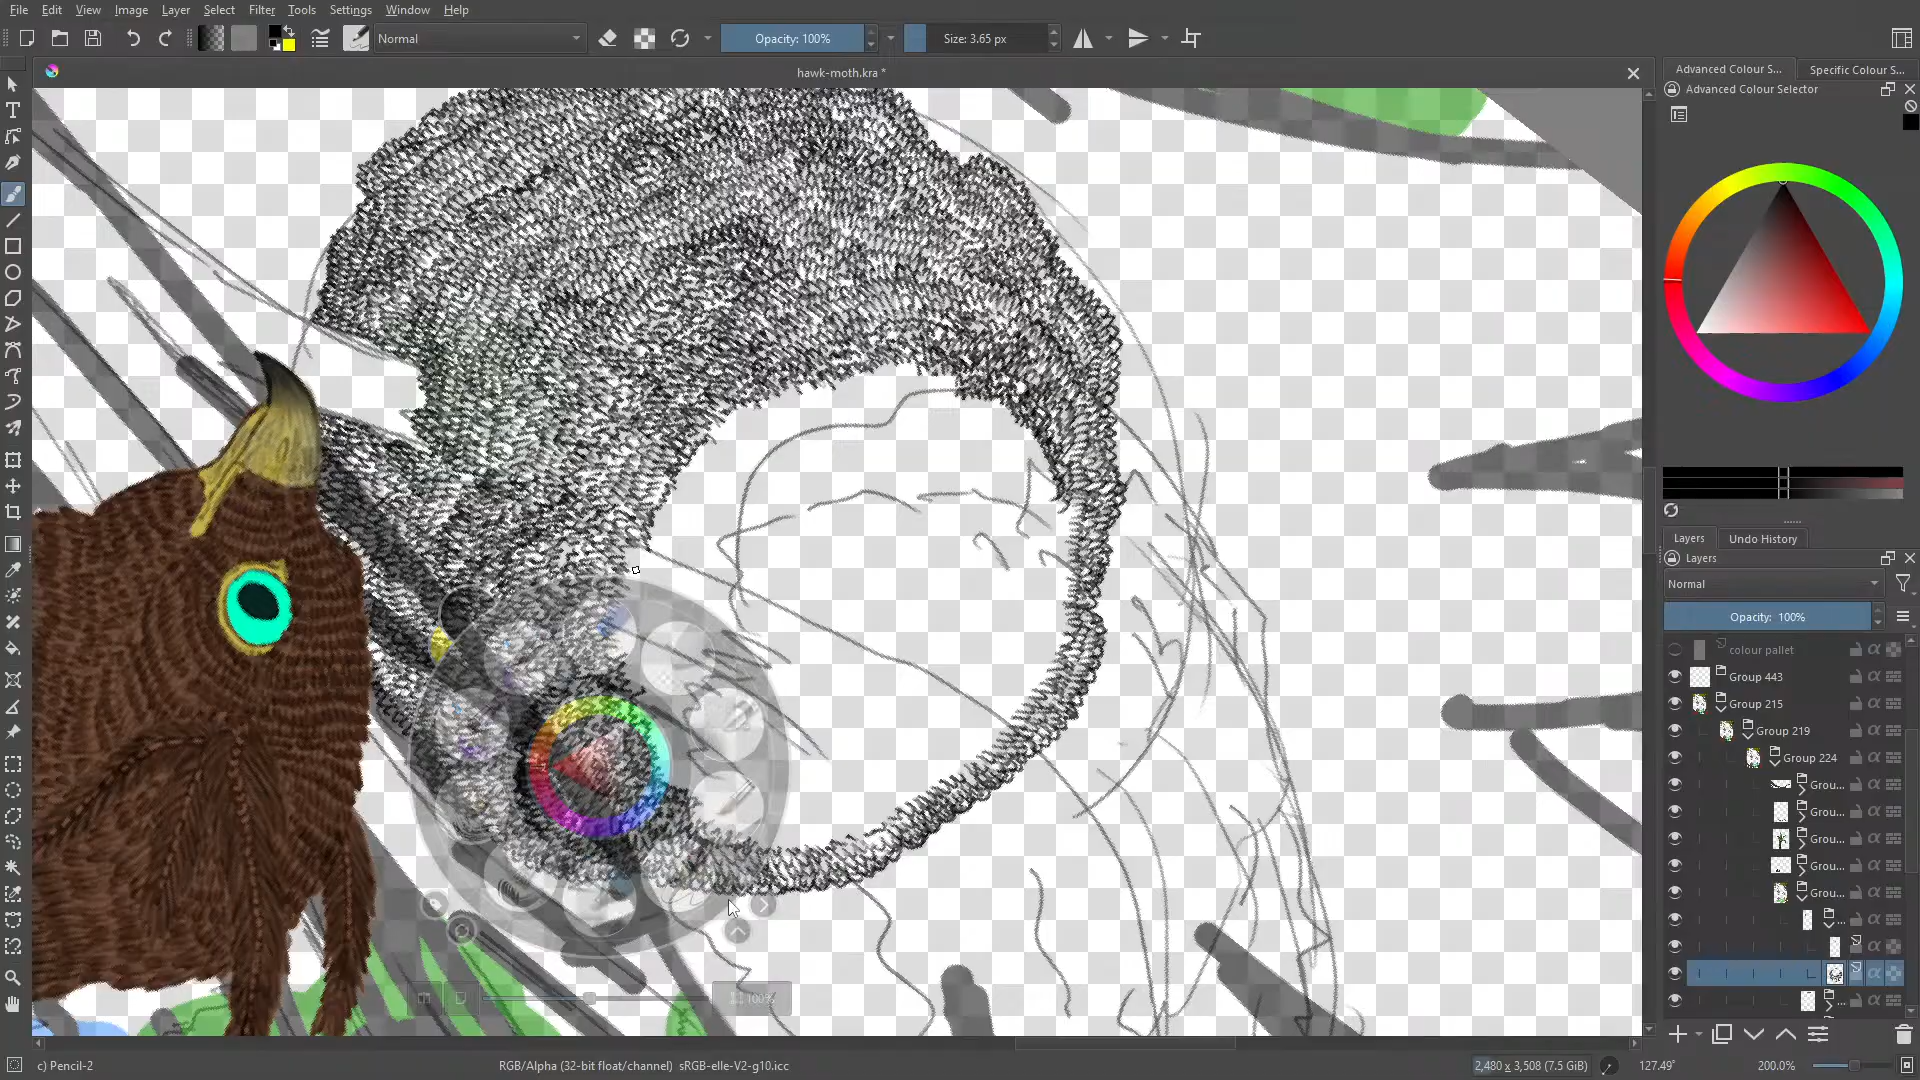 File Edit View Image Layer Select Filter Tools Settings Window Help
Normal
Opacity: 100%
Size: 3.65 px
hawk-moth.kra *
Advanced Colour S...
Specific Colour S...
Advanced Colour Selector
Layers
Undo History
Layers
Normal
Opacity: 100%
colour pallet
Group 443
Group 215
Group 219
Group 224
Grou...
Grou...
Grou...
Grou...
Grou...
...
...
100%
c) Pencil-2
RGB/Alpha (32-bit float/channel) sRGB-elle-V2-g10.icc
2,480 x 3,508 (7.5 GiB)
127.49°
200.0%